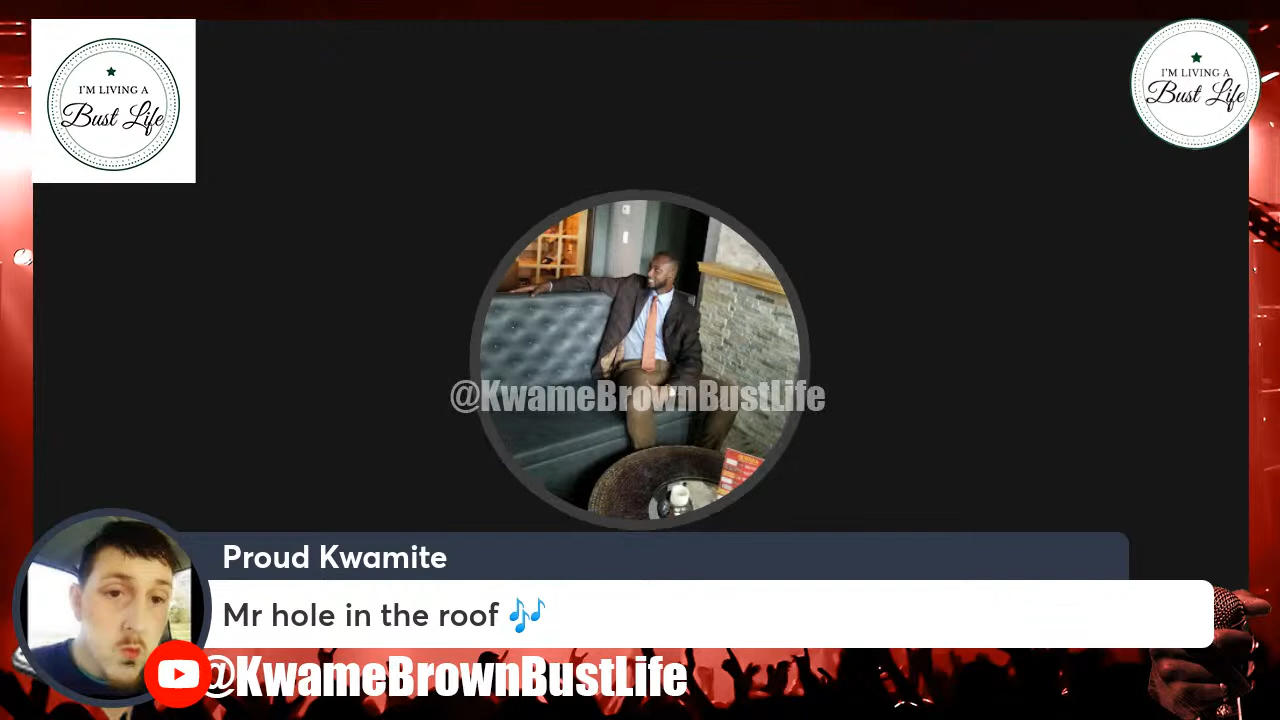 I'M LIVING A
Bust Life
I'M LIVING A
Bust Life
@KwameBrownBustLife
Proud Kwamite
Mr hole in the roof 🎶
@KwameBrownBustLife